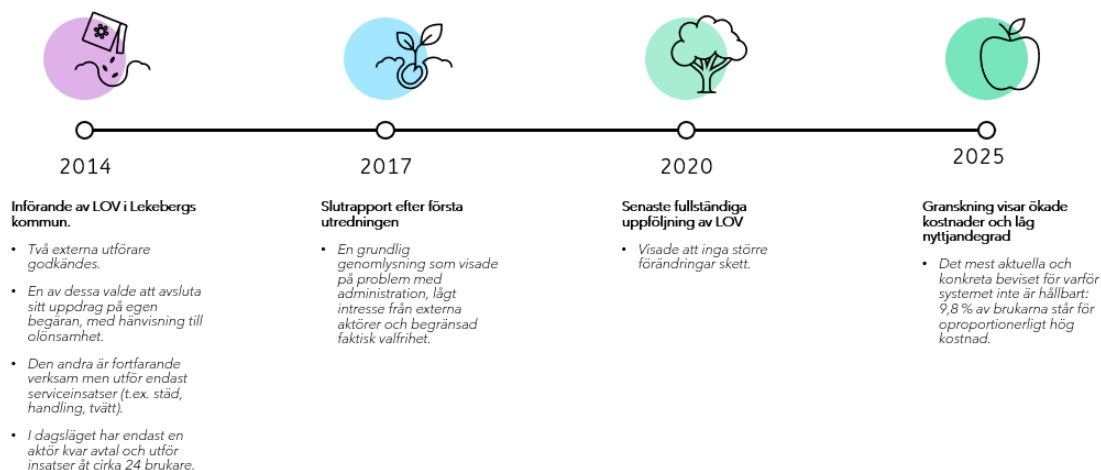 2014
Införande av LOV i Lekebergs
kommun.
• Två externa utförare
godkändes.
• En av dessa valde att avsluta
sitt uppdrag på egen
begäran, med hänvisning till
olönsamhet.
• Den andra är fortfarande
verksam men utför endast
serviceinsatser (t.ex. städ,
handling, tvätt).
• I dagsläget har endast en
aktör kvar avtal och utför
insatser åt cirka 24 brukare.
2017
Slutrapport efter första
utredningen
• En grundlig
genomlysning som visade
på problem med
administration, lågt
intresse från externa
aktörer och begränsad
faktisk valfrihet.
2020
Senaste fullständiga
uppföljning av LOV
• Visade att inga större
förändringar skett.
2025
Granskning visar ökade
kostnader och låg
nyttjandegrad
• Det mest aktuella och
konkreta beviset för varför
systemet inte är hållbart:
9,8 % av brukarna står för
oproportionerligt hög
kostnad.